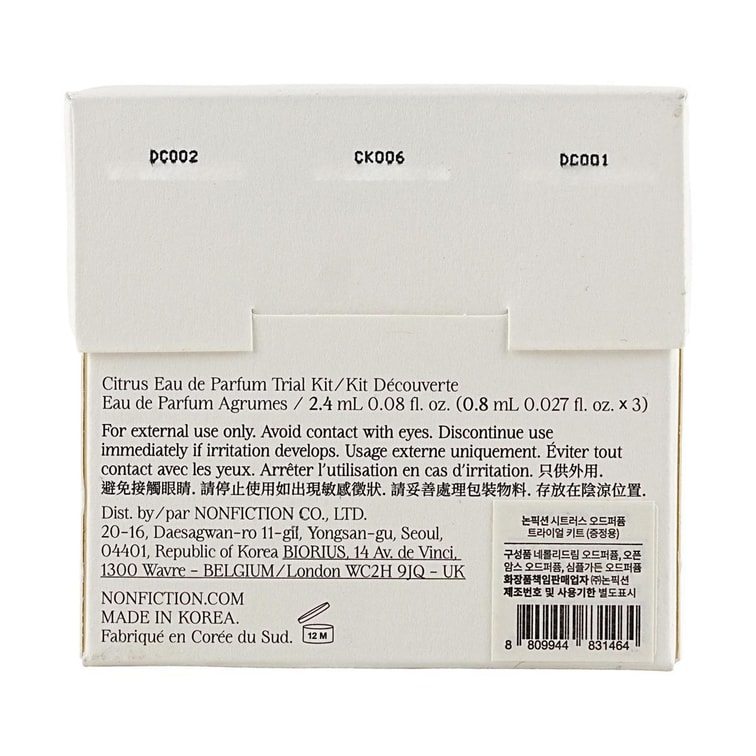 DC002 CK006 DC001
Citrus Eau de Parfum Trial Kit/Kit Découverte
Eau de Parfum Agrumes / 2.4 mL 0.08 fl. oz. (0.8 mL 0.027 fl. oz. x 3)
For external use only. Avoid contact with eyes. Discontinue use
immediately if irritation develops. Usage externe uniquement. Éviter tout
contact avec les yeux. Arrêter l'utilisation en cas d'irritation. 只供外用.
避免接觸眼睛. 請停止使用如出現敏感徵狀. 請妥善處理包裝物料. 存放在陰涼位置.
Dist. by/par NONFICTION CO., LTD.
20-16, Daesagwan-ro 11-gil, Yongsan-gu, Seoul,
04401, Republic of Korea BIORIUS, 14 Av. de Vinci,
1300 Wavre – BELGIUM/London WC2H 9JQ – UK
NONFICTION.COM
MADE IN KOREA.
Fabriqué en Corée du Sud.
12 M
논픽션 시트러스 오드퍼퓸
트라이얼 키트 (증정용)
구성품 네롤리드림 오드퍼퓸, 오픈
암스 오드퍼퓸, 심플가든 오드퍼퓸
화장품책임판매업자 ㈜논픽션
제조번호 및 사용기한 별도표시
8 809944 831464